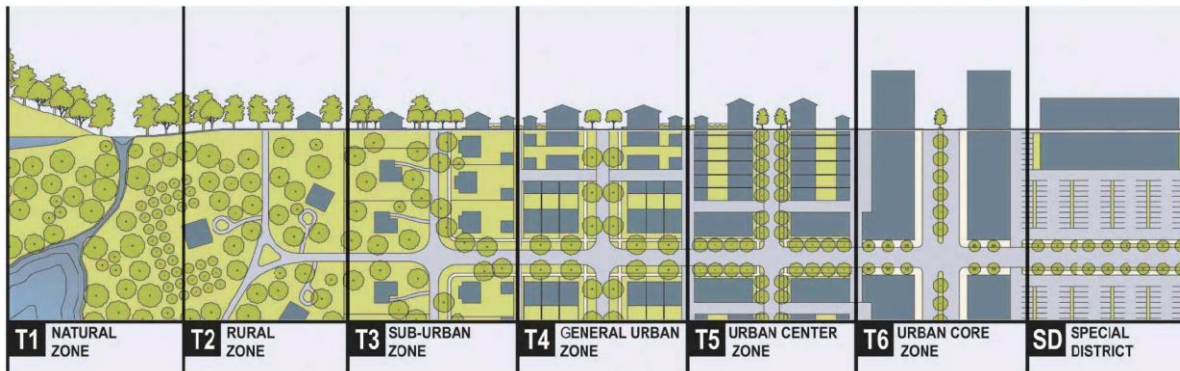 T1 NATURAL
ZONE
T2 RURAL
ZONE
T3 SUB-URBAN
ZONE
T4 GENERAL URBAN
ZONE
T5 URBAN CENTER
ZONE
T6 URBAN CORE
ZONE
SD SPECIAL
DISTRICT